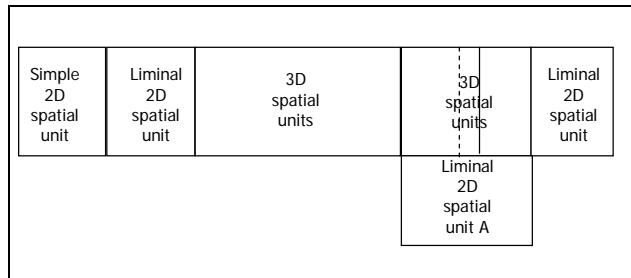 Simple
2D
spatial
unit
Liminal
2D
spatial
unit
3D
spatial
units
3D
spatial
units
Liminal
2D
spatial
unit
Liminal
2D
spatial
unit A